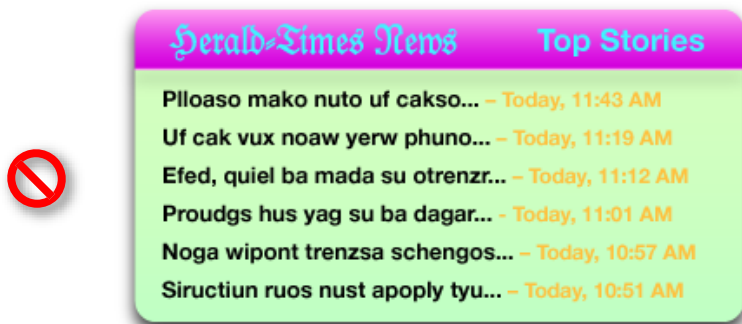 Herald-Times News Top Stories
Plloaso mako nuto uf cakso... – Today, 11:43 AM
Uf cak vux noaw yerw phuno... – Today, 11:19 AM
Efed, quiel ba mada su otrenzr... – Today, 11:12 AM
Proudgs hus yag su ba dagar... - Today, 11:01 AM
Noga wipont trenzsa schengos... – Today, 10:57 AM
Siructiun ruos nust apoply tyu... – Today, 10:51 AM